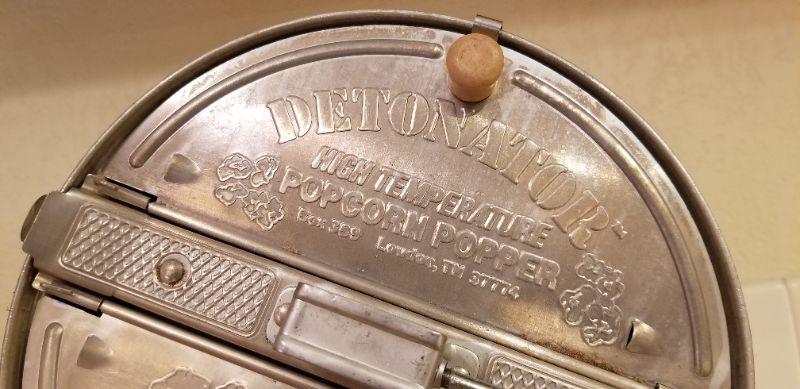 DETONATOR™
HIGH TEMPERATURE
POPCORN POPPER
Box 389 Loudon, TN 37774